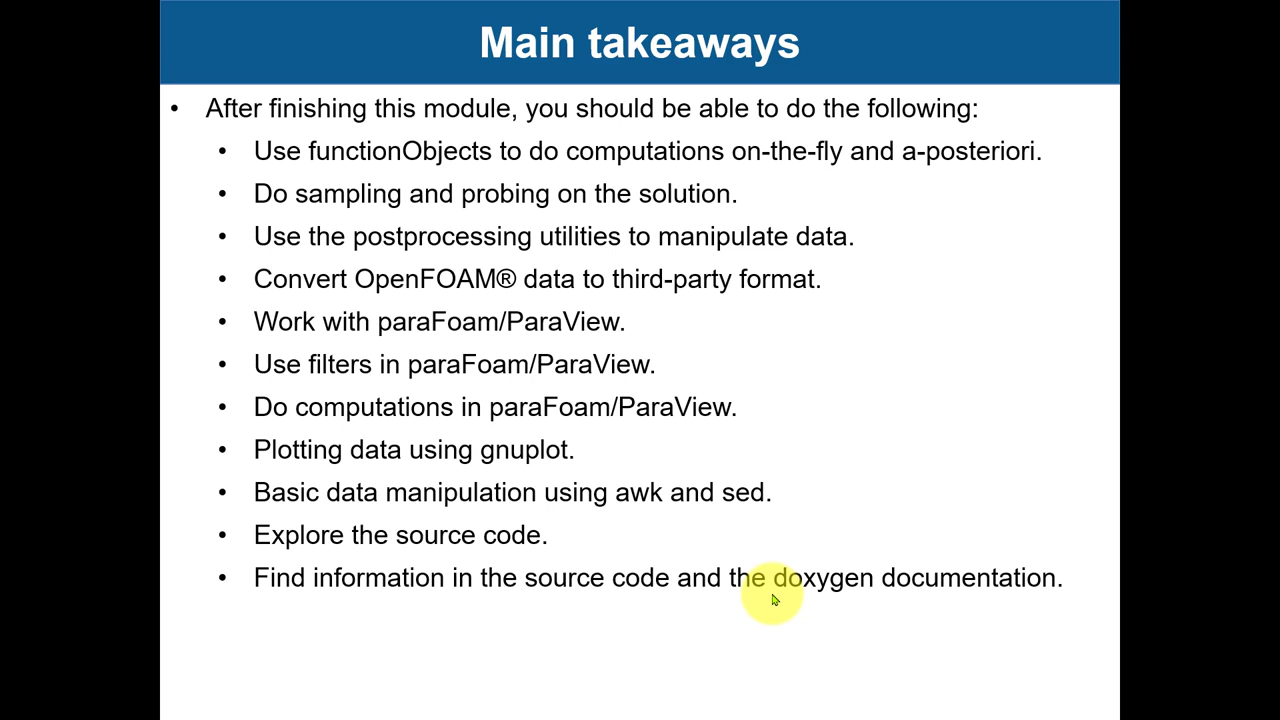 Main takeaways
• After finishing this module, you should be able to do the following:
• Use functionObjects to do computations on-the-fly and a-posteriori.
• Do sampling and probing on the solution.
• Use the postprocessing utilities to manipulate data.
• Convert OpenFOAM® data to third-party format.
• Work with paraFoam/ParaView.
• Use filters in paraFoam/ParaView.
• Do computations in paraFoam/ParaView.
• Plotting data using gnuplot.
• Basic data manipulation using awk and sed.
• Explore the source code.
• Find information in the source code and the doxygen documentation.